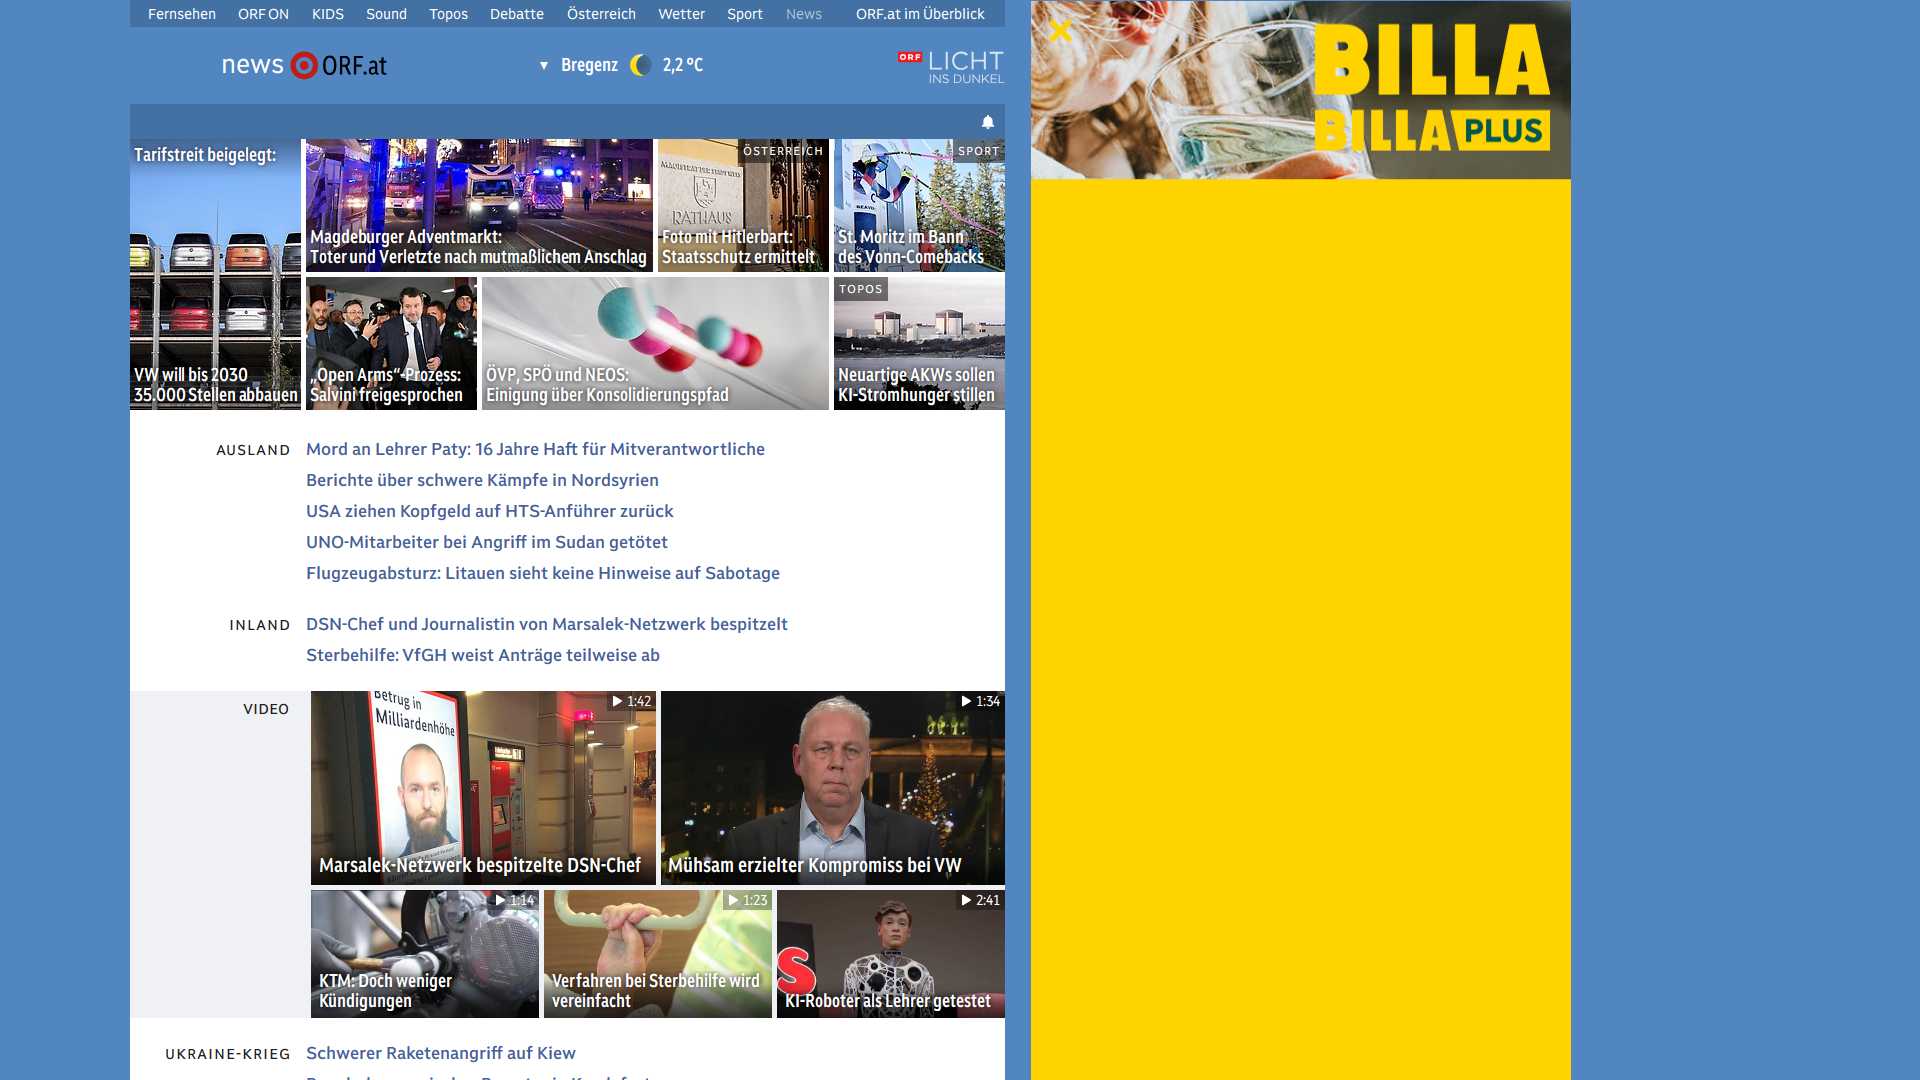 Fernsehen ORF ON KIDS Sound Topos Debatte Österreich Wetter Sport News ORF.at im Überblick
news ORF.at
▼ Bregenz 2,2 °C
ORF LICHT
INS DUNKEL
BILLA
BILLA PLUS
Tarifstreit beigelegt:
VW will bis 2030
35.000 Stellen abbauen
Magdeburger Adventmarkt:
Toter und Verletzte nach mutmaßlichem Anschlag
ÖSTERREICH
RATHAUS
Foto mit Hitlerbart:
Staatsschutz ermittelt
SPORT
St. Moritz im Bann
des Vonn-Comebacks
„Open Arms“-Prozess:
Salvini freigesprochen
ÖVP, SPÖ und NEOS:
Einigung über Konsolidierungspfad
TOPOS
Neuartige AKWs sollen
KI-Stromhunger stillen
AUSLAND
Mord an Lehrer Paty: 16 Jahre Haft für Mitverantwortliche
Berichte über schwere Kämpfe in Nordsyrien
USA ziehen Kopfgeld auf HTS-Anführer zurück
UNO-Mitarbeiter bei Angriff im Sudan getötet
Flugzeugabsturz: Litauen sieht keine Hinweise auf Sabotage
INLAND
DSN-Chef und Journalistin von Marsalek-Netzwerk bespitzelt
Sterbehilfe: VfGH weist Anträge teilweise ab
VIDEO
Betrug in
Milliardenhöhe
1:42
Marsalek-Netzwerk bespitzelte DSN-Chef
1:34
Mühsam erzielter Kompromiss bei VW
1:14
KTM: Doch weniger
Kündigungen
1:23
Verfahren bei Sterbehilfe wird
vereinfacht
2:41
S
KI-Roboter als Lehrer getestet
UKRAINE-KRIEG
Schwerer Raketenangriff auf Kiew